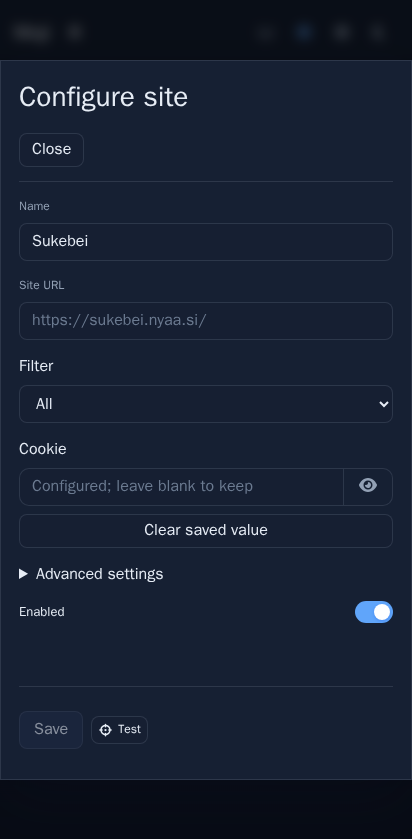 Configure site
Close
Name
Sukebei
Site URL
https://sukebei.nyaa.si/
Filter
All
Cookie
Configured; leave blank to keep
Clear saved value
Advanced settings
Enabled
Save
Test